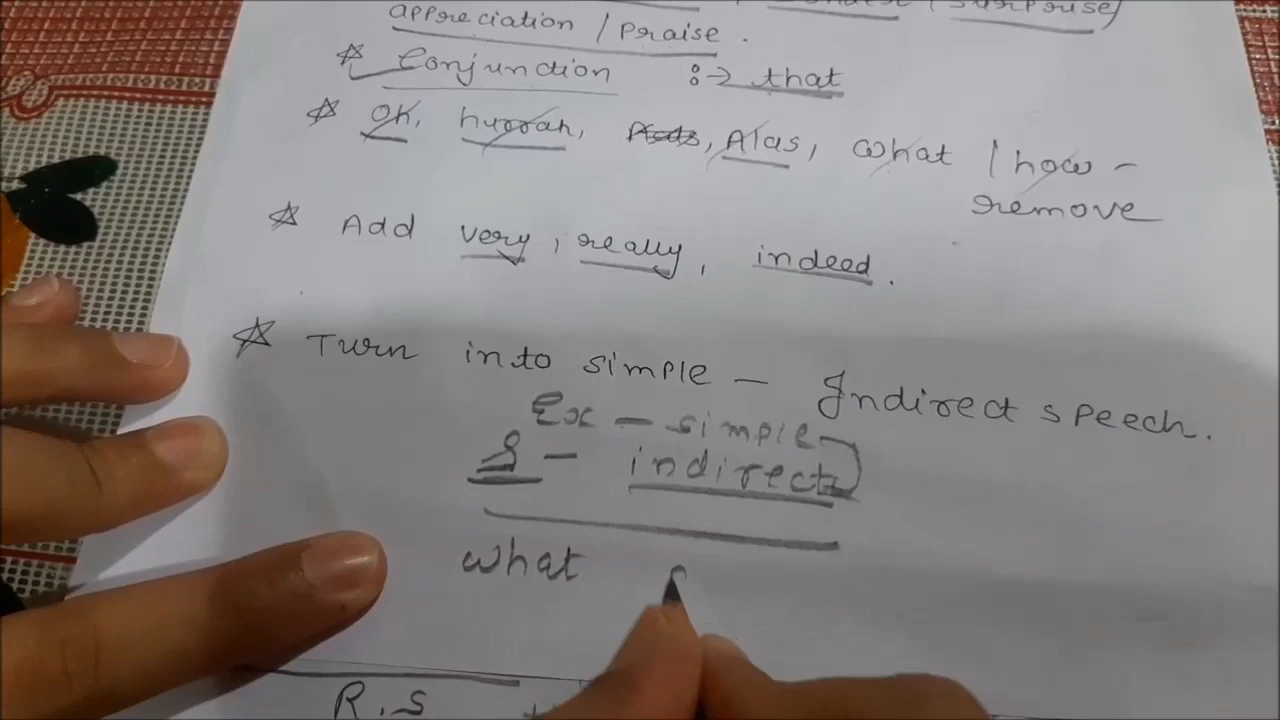 (surprise)
appreciation / praise.
☆ Conjunction :→ that
☆ Oh, hurrah, Alas, what / how -
remove
☆ Add very, really, indeed.
☆ Turn into simple - Indirect speech.
Ex - simple
S - indirect
what
R.S